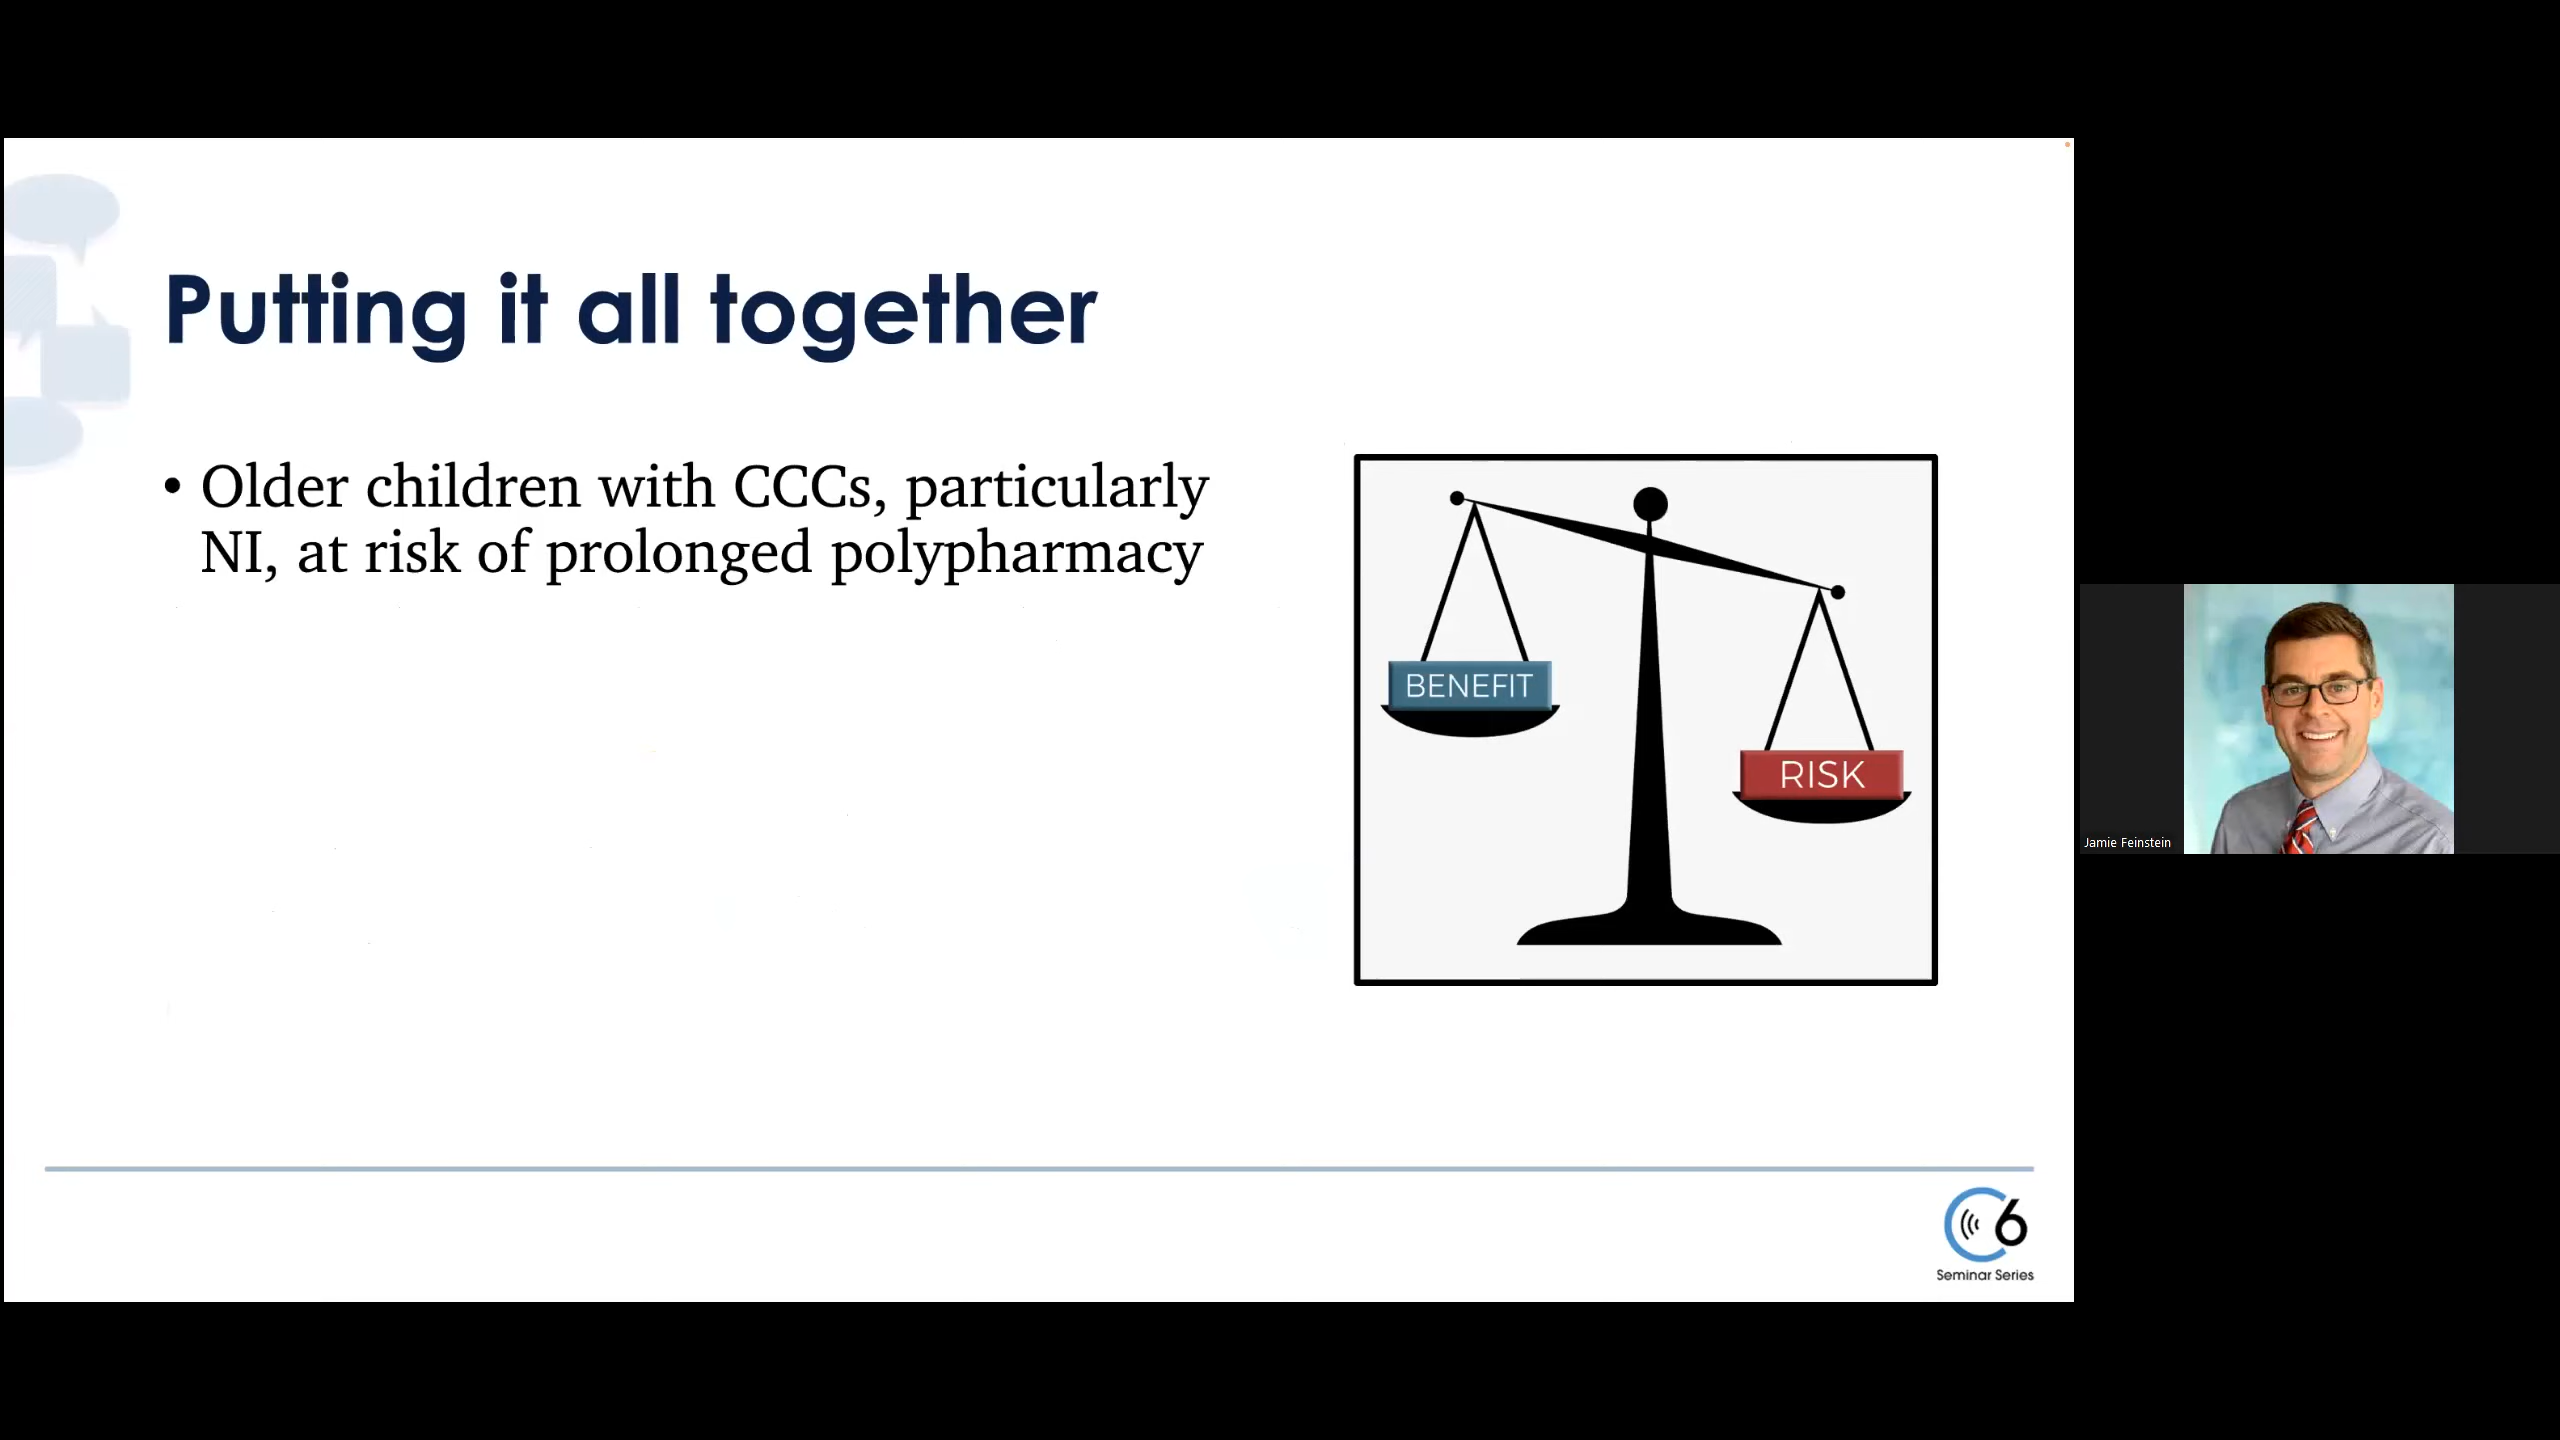 Putting it all together
• Older children with CCCs, particularly
NI, at risk of prolonged polypharmacy
BENEFIT
RISK
Jamie Feinstein
C6
Seminar Series